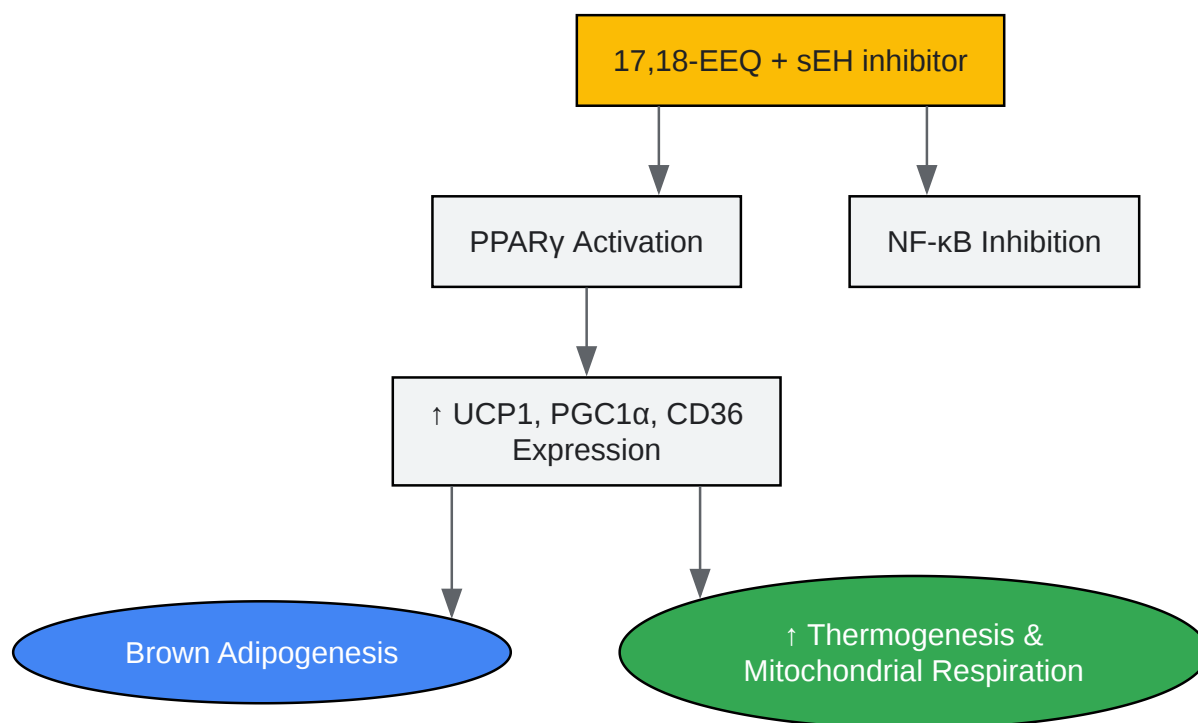 17,18-EEQ + sEH inhibitor
PPARγ Activation
NF-κB Inhibition
↑ UCP1, PGC1α, CD36
Expression
Brown Adipogenesis
↑ Thermogenesis &
Mitochondrial Respiration